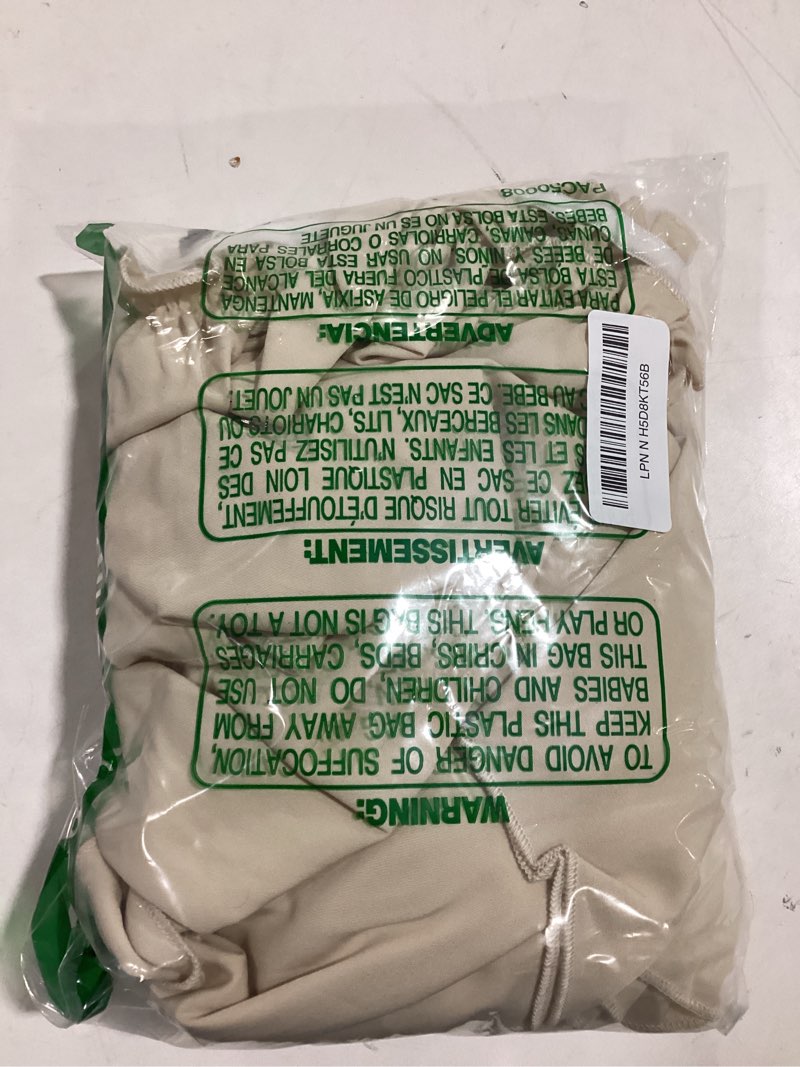 WARNING:
TO AVOID DANGER OF SUFFOCATION,
KEEP THIS PLASTIC BAG AWAY FROM
BABIES AND CHILDREN. DO NOT USE
THIS BAG IN CRIBS, BEDS, CARRIAGES
OR PLAY PENS. THIS BAG IS NOT A TOY.
AVERTISSEMENT:
ÉVITER TOUT RISQUE D'ÉTOUFFEMENT,
EZ CE SAC EN PLASTIQUE LOIN DES
S ET LES ENFANTS. N'UTILISEZ PAS CE
DANS LES BERCEAUX, LITS, CHARIOTS OU
AU BEBE. CE SAC N'EST PAS UN JOUET.
ADVERTENCIA:
PARA EVITAR EL PELIGRO DE ASFIXIA, MANTENGA
ESTA BOLSA DE PLASTICO FUERA DEL ALCANCE
DE BEBES Y NINOS. NO USAR ESTA BOLSA EN
CUNAS, CAMAS, CARRIOLAS O CORRALES PARA
BEBES. ESTA BOLSA NO ES UN JUGUETE
PAC50008
LPN N H5D8KT56B